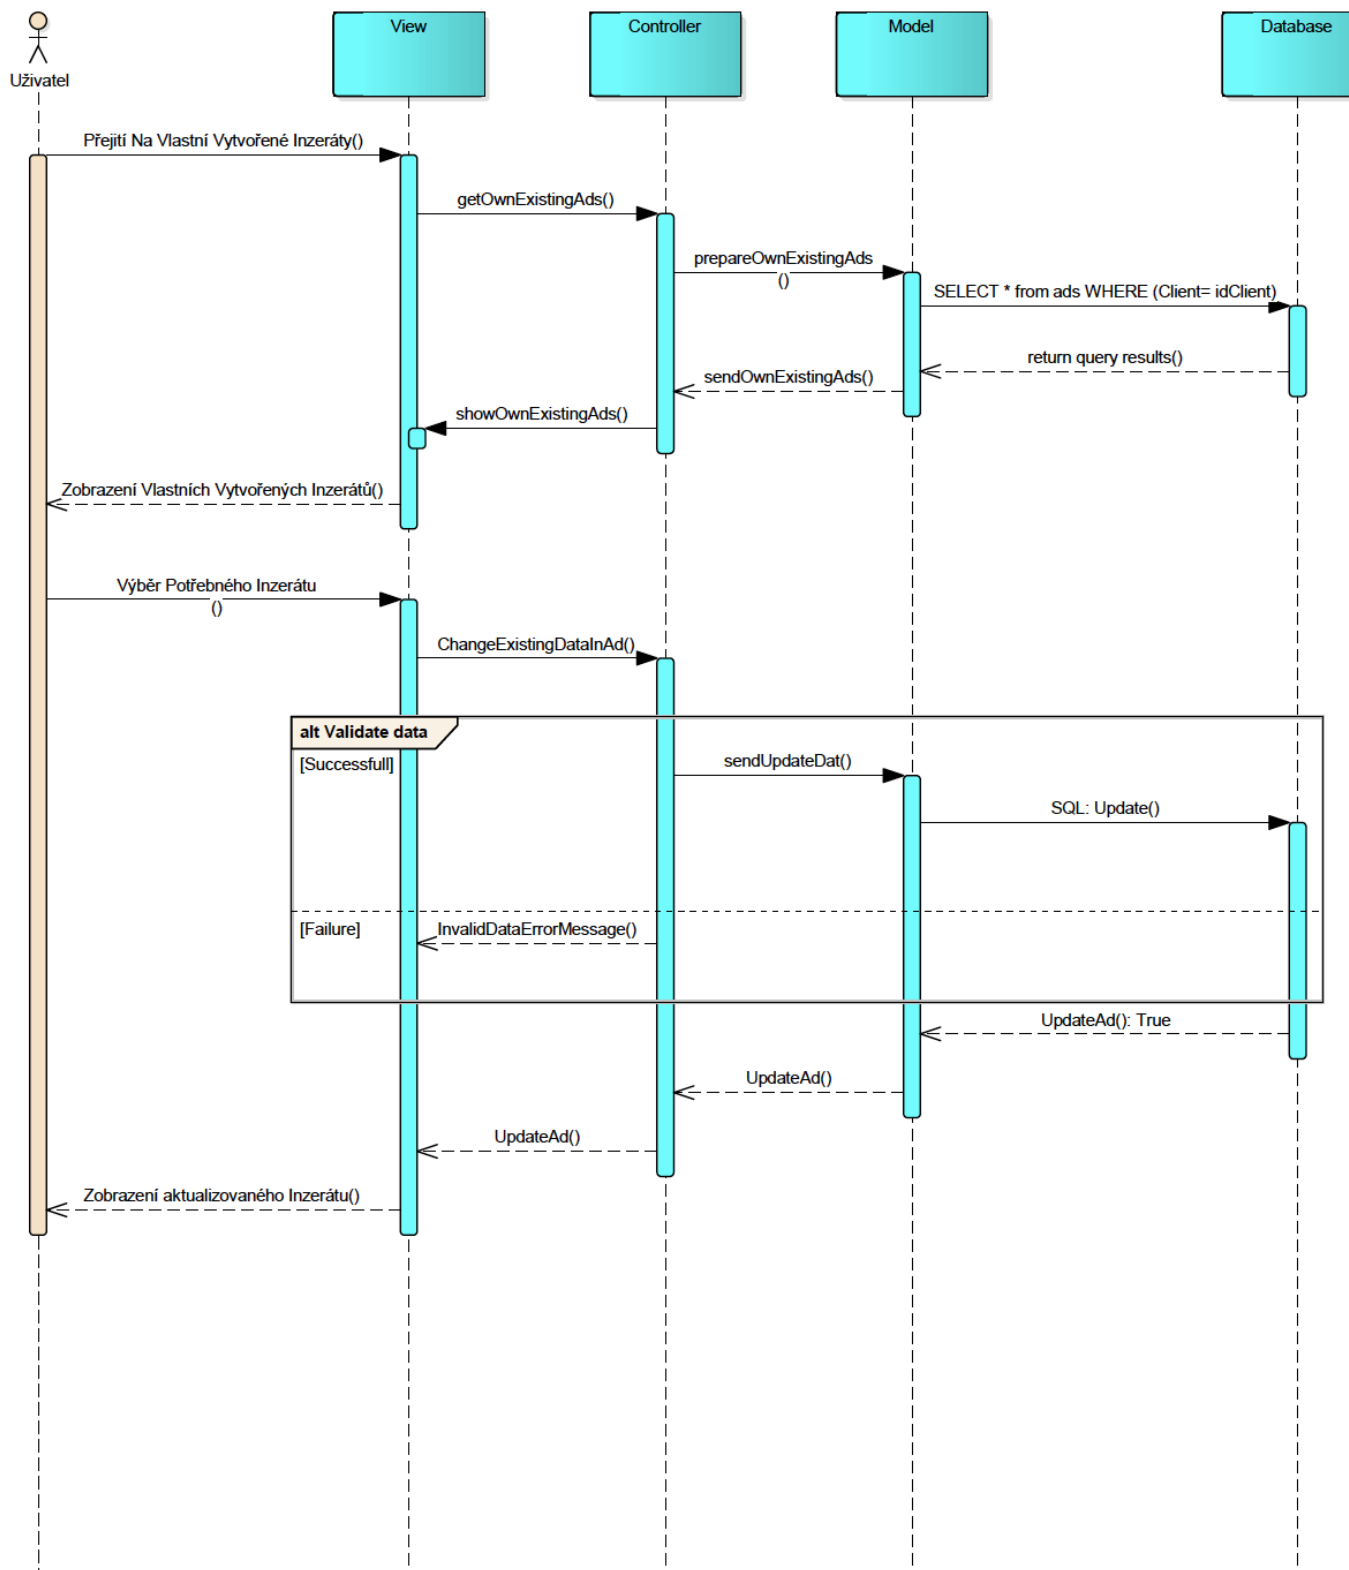 Uživatel
View
Controller
Model
Database
Přejití Na Vlastní Vytvořené Inzeráty()
getOwnExistingAds()
prepareOwnExistingAds
()
SELECT * from ads WHERE (Client= idClient)
return query results()
sendOwnExistingAds()
showOwnExistingAds()
Zobrazení Vlastních Vytvořených Inzerátů()
Výběr Potřebného Inzerátu
()
ChangeExistingDataInAd()
alt Validate data
[Successfull]
sendUpdateDat()
SQL: Update()
[Failure]
InvalidDataErrorMessage()
UpdateAd(): True
UpdateAd()
UpdateAd()
Zobrazení aktualizovaného Inzerátu()